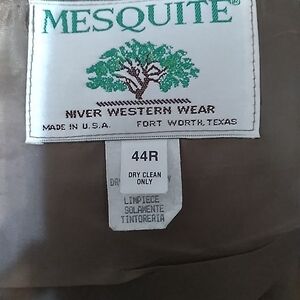 MESQUITE®
NIVER WESTERN WEAR
MADE IN U.S.A. FORT WORTH, TEXAS
44R
DRY CLEAN
ONLY
LIMPIECE
SOLAMENTE
TINTORERIA